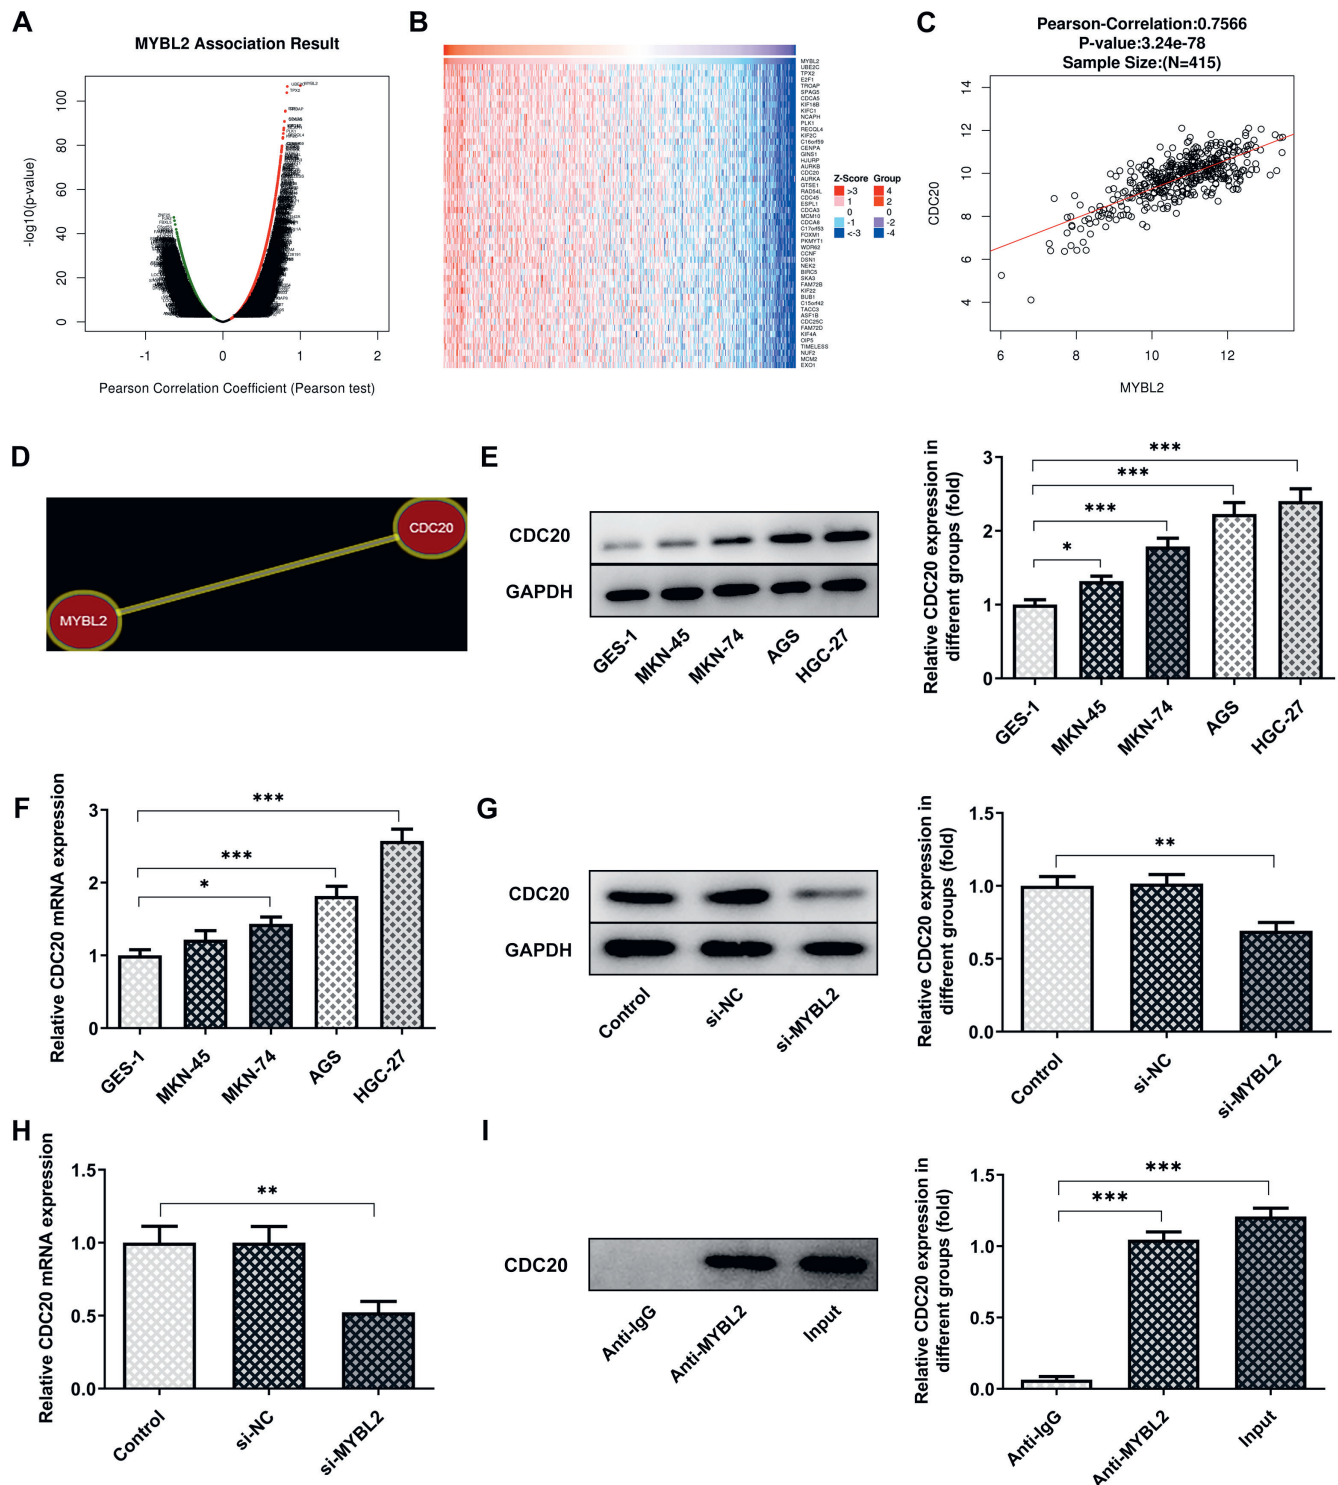 A
MYBL2 Association Result
-log10(p-value)
100
80
60
40
20
0
-1
0
1
2
Pearson Correlation Coefficient (Pearson test)
B
MYBL2
UBE2C
TPX2
E2F1
TROAP
SPAG5
CDCA5
KIF18B
KIFC1
NCAPH
PLK1
RECQL4
KIF2C
C16orf59
CENPA
GINS1
HJURP
AURKB
CDC20
AURKA
GTSE1
RAD54L
CDC45
ESPL1
CDCA3
MCM10
CDCA8
C17orf53
FOXM1
PKMYT1
WDR62
CCNF
DSN1
NEK2
BIRC5
SKA3
FAM72B
KIF22
BUB1
C15orf42
TACC3
ASF1B
CDC25C
FAM72D
KIF4A
OIP5
TIMELESS
NUF2
MCM2
EXO1
Z-Score Group
>3 4
1 2
0 0
-1 -2
<-3 -4
C
Pearson-Correlation:0.7566
P-value:3.24e-78
Sample Size:(N=415)
CDC20
14
12
10
8
6
4
6
8
10
12
MYBL2
D
CDC20
MYBL2
E
CDC20
GAPDH
GES-1
MKN-45
MKN-74
AGS
HGC-27
Relative CDC20 expression in
different groups (fold)
3
2
1
0
***
***
***
*
GES-1
MKN-45
MKN-74
AGS
HGC-27
F
Relative CDC20 mRNA expression
3
2
1
0
***
***
*
GES-1
MKN-45
MKN-74
AGS
HGC-27
G
CDC20
GAPDH
Control
si-NC
si-MYBL2
Relative CDC20 expression in
different groups (fold)
1.5
1.0
0.5
0.0
**
Control
si-NC
si-MYBL2
H
Relative CDC20 mRNA expression
1.5
1.0
0.5
0.0
**
Control
si-NC
si-MYBL2
I
CDC20
Anti-IgG
Anti-MYBL2
Input
Relative CDC20 expression in
different groups (fold)
1.5
1.0
0.5
0.0
***
***
Anti-IgG
Anti-MYBL2
Input